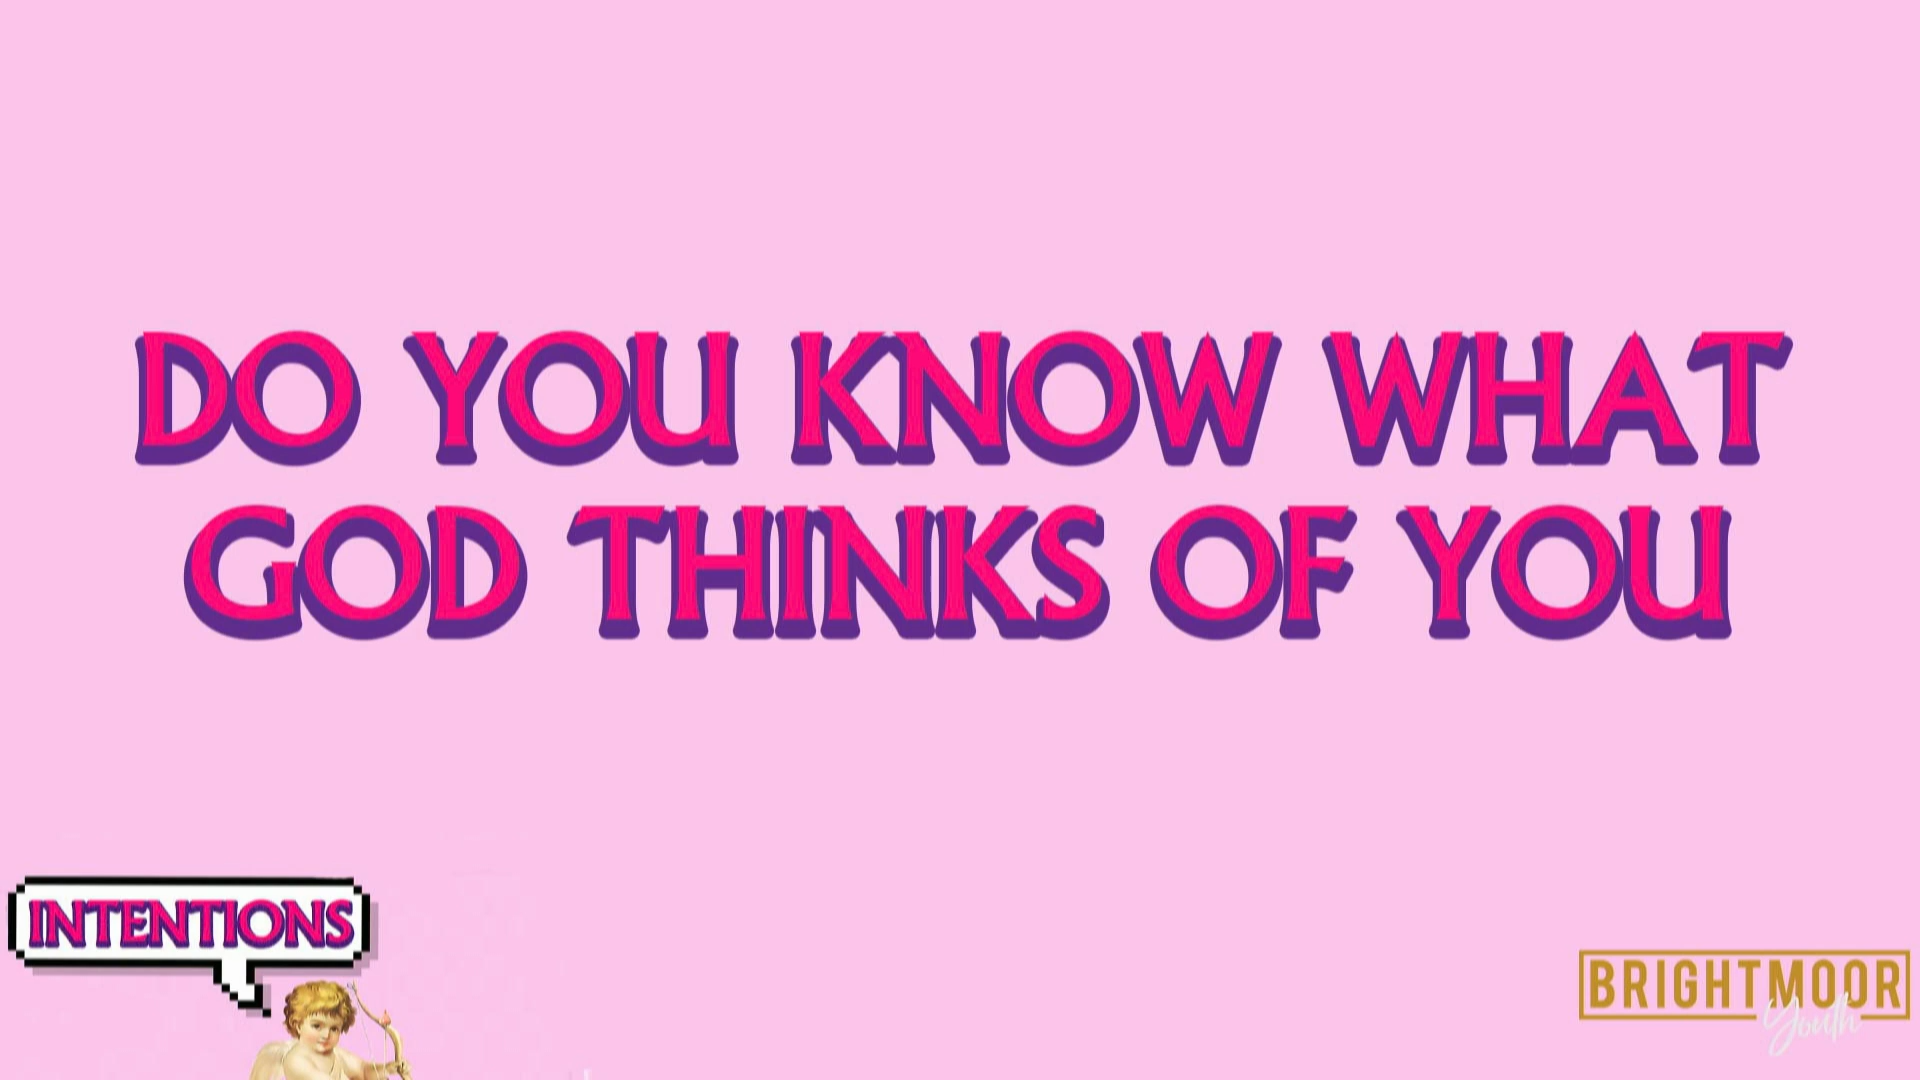 DO YOU KNOW WHAT
GOD THINKS OF YOU
INTENTIONS
BRIGHTMOOR
Youth